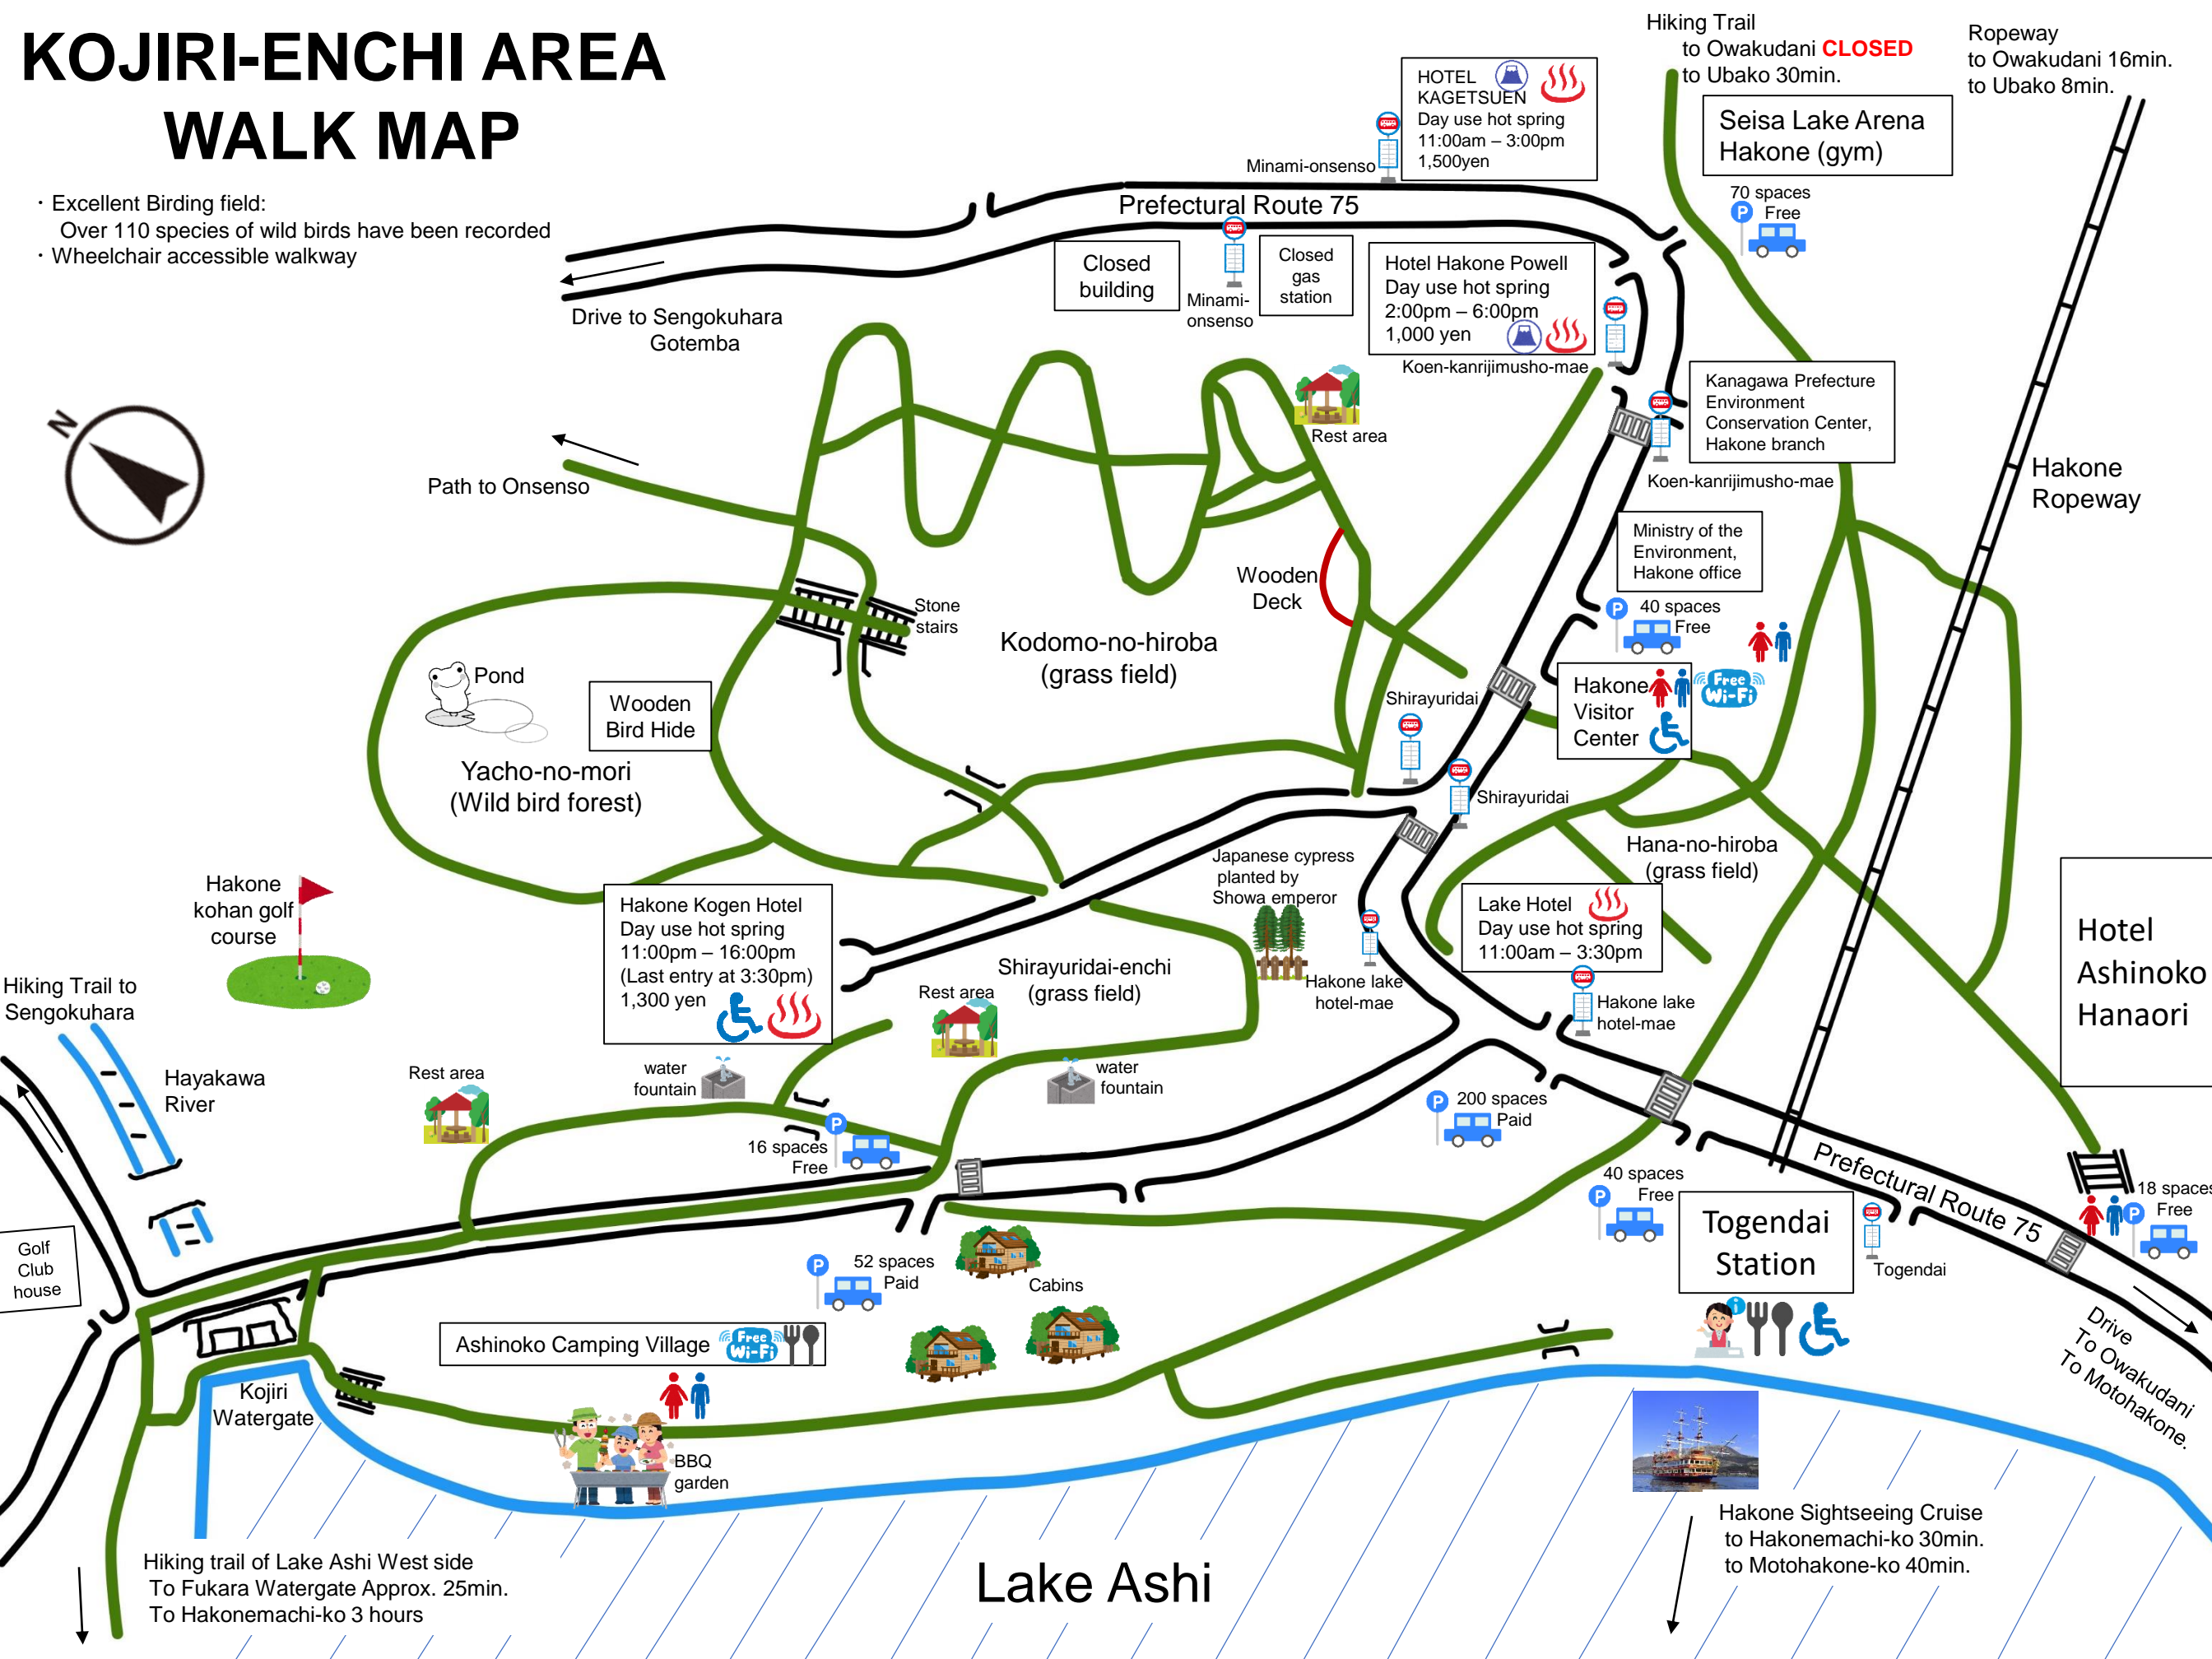 KOJIRI-ENCHI AREA
WALK MAP
・Excellent Birding field:
Over 110 species of wild birds have been recorded
・Wheelchair accessible walkway
Hiking Trail
to Owakudani CLOSED
to Ubako 30min.
Ropeway
to Owakudani 16min.
to Ubako 8min.
HOTEL
KAGETSUEN
Day use hot spring
11:00am – 3:00pm
1,500yen
Minami-onsenso
Seisa Lake Arena
Hakone (gym)
P
70 spaces
Free
Prefectural Route 75
Closed
building
Minami-
onsenso
Closed
gas
station
Hotel Hakone Powell
Day use hot spring
2:00pm – 6:00pm
1,000 yen
Koen-kanrijimusho-mae
Drive to Sengokuhara
Gotemba
N
Path to Onsenso
Rest area
Kanagawa Prefecture
Environment
Conservation Center,
Hakone branch
Koen-kanrijimusho-mae
Hakone
Ropeway
Ministry of the
Environment,
Hakone office
P
40 spaces
Free
Wooden
Deck
Stone
stairs
Kodomo-no-hiroba
(grass field)
Pond
Wooden
Bird Hide
Yacho-no-mori
(Wild bird forest)
Shirayuridai
Hakone
Visitor
Center
Free
Wi-Fi
Shirayuridai
Hana-no-hiroba
(grass field)
Japanese cypress
planted by
Showa emperor
Hakone lake
hotel-mae
Lake Hotel
Day use hot spring
11:00am – 3:30pm
Hakone lake
hotel-mae
Hotel
Ashinoko
Hanaori
Hakone
kohan golf
course
Hakone Kogen Hotel
Day use hot spring
11:00pm – 16:00pm
(Last entry at 3:30pm)
1,300 yen
Shirayuridai-enchi
(grass field)
Rest area
Hiking Trail to
Sengokuhara
Hayakawa
River
Rest area
water
fountain
water
fountain
P
16 spaces
Free
P
200 spaces
Paid
P
40 spaces
Free
Prefectural Route 75
P
18 spaces
Free
Golf
Club
house
P
52 spaces
Paid
Cabins
Togendai
Station
Togendai
Ashinoko Camping Village
Free
Wi-Fi
Kojiri
Watergate
BBQ
garden
Drive
To Owakudani
To Motohakone.
Hakone Sightseeing Cruise
to Hakonemachi-ko 30min.
to Motohakone-ko 40min.
Hiking trail of Lake Ashi West side
To Fukara Watergate Approx. 25min.
To Hakonemachi-ko 3 hours
Lake Ashi